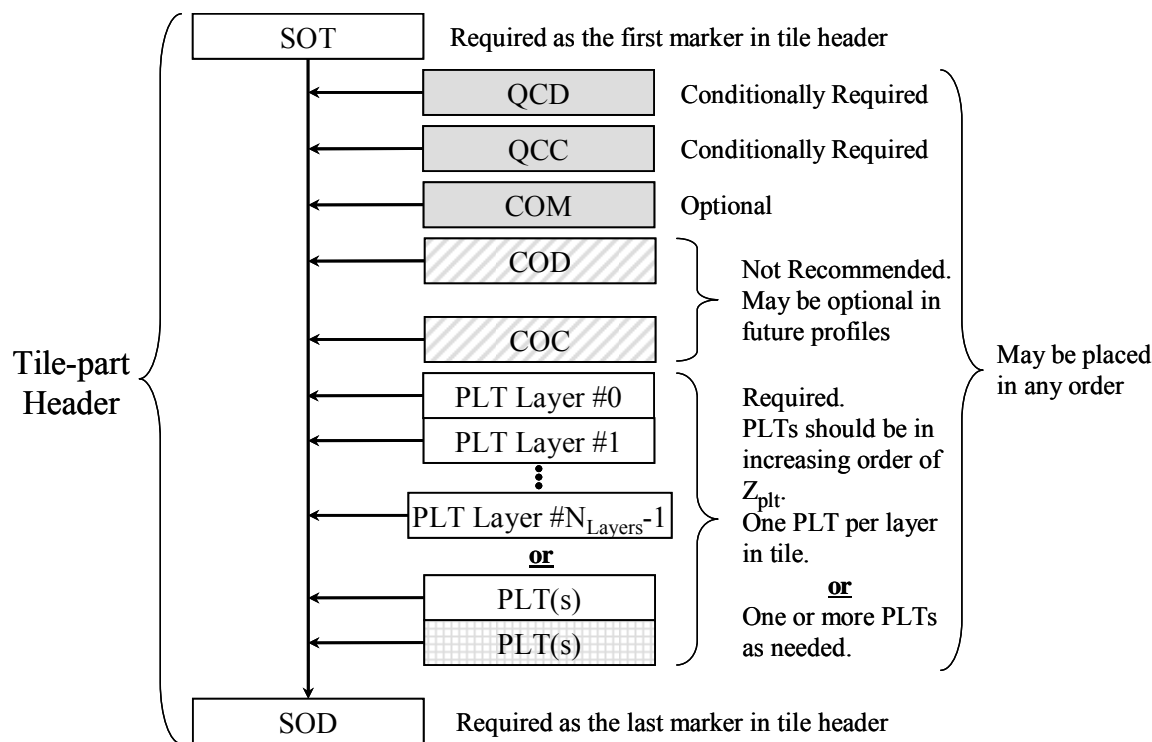 SOT
Required as the first marker in tile header
QCD
Conditionally Required
QCC
Conditionally Required
COM
Optional
COD
COC
Not Recommended.
May be optional in
future profiles
Tile-part
Header
May be placed
in any order
PLT Layer #0
PLT Layer #1
PLT Layer #N_Layers-1
or
PLT(s)
PLT(s)
Required.
PLTs should be in
increasing order of
Z_plt.
One PLT per layer
in tile.
or
One or more PLTs
as needed.
SOD
Required as the last marker in tile header